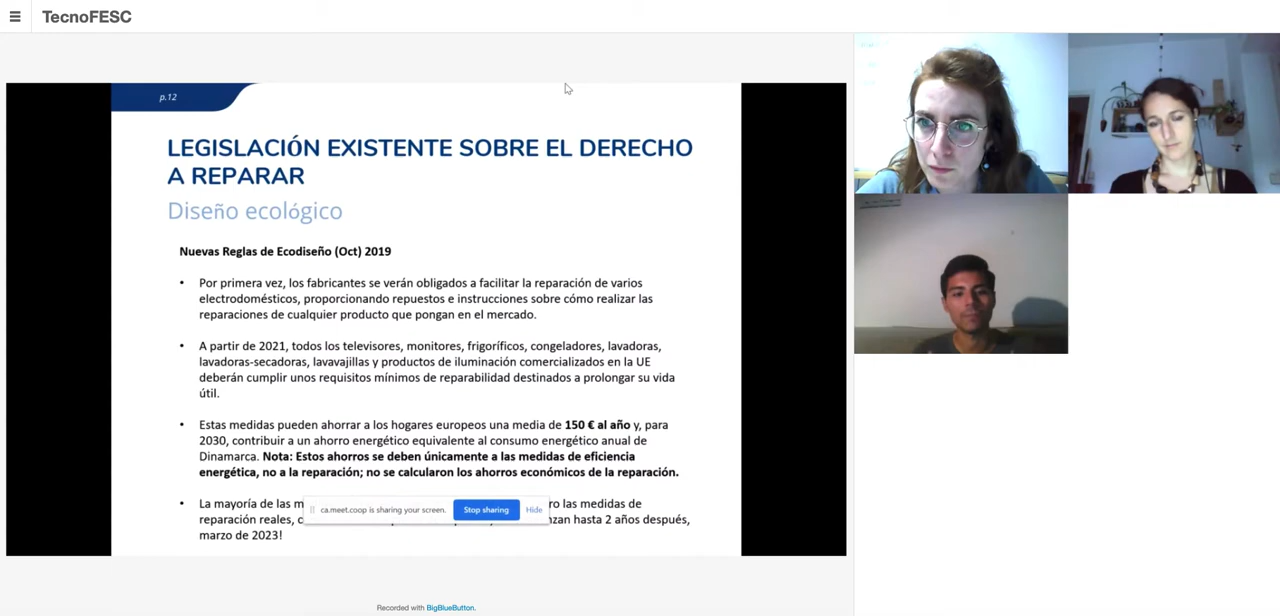 TecnoFESC
p.12
LEGISLACIÓN EXISTENTE SOBRE EL DERECHO
A REPARAR
Diseño ecológico
Nuevas Reglas de Ecodiseño (Oct) 2019
• Por primera vez, los fabricantes se verán obligados a facilitar la reparación de varios
electrodomésticos, proporcionando repuestos e instrucciones sobre cómo realizar las
reparaciones de cualquier producto que pongan en el mercado.
• A partir de 2021, todos los televisores, monitores, frigoríficos, congeladores, lavadoras,
lavadoras-secadoras, lavavajillas y productos de iluminación comercializados en la UE
deberán cumplir unos requisitos mínimos de reparabilidad destinados a prolongar su vida
útil.
• Estas medidas pueden ahorrar a los hogares europeos una media de 150 € al año y, para
2030, contribuir a un ahorro energético equivalente al consumo energético anual de
Dinamarca. Nota: Estos ahorros se deben únicamente a las medidas de eficiencia
energética, no a la reparación; no se calcularon los ahorros económicos de la reparación.
• La mayoría de las m las medidas de
reparación reales, hasta 2 años después,
marzo de 2023!
ca.meet.coop is sharing your screen. Stop sharing Hide
Recorded with BigBlueButton.